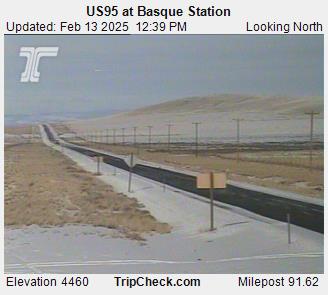 US95 at Basque Station
Updated: Feb 13 2025 12:39 PM Looking North
Elevation 4460 TripCheck.com Milepost 91.62